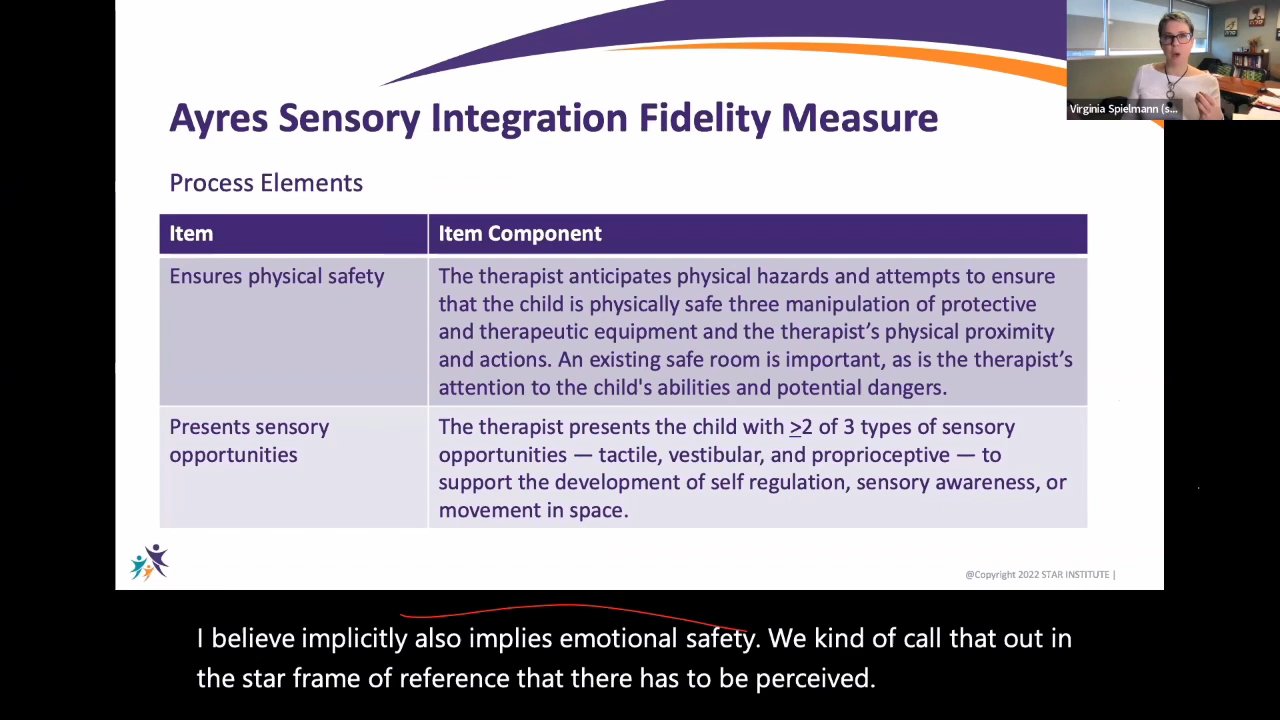 Virginia Spielmann (s...
Ayres Sensory Integration Fidelity Measure
Process Elements
Item
Item Component
Ensures physical safety
The therapist anticipates physical hazards and attempts to ensure
that the child is physically safe three manipulation of protective
and therapeutic equipment and the therapist’s physical proximity
and actions. An existing safe room is important, as is the therapist’s
attention to the child's abilities and potential dangers.
Presents sensory
opportunities
The therapist presents the child with >2 of 3 types of sensory
opportunities — tactile, vestibular, and proprioceptive — to
support the development of self regulation, sensory awareness, or
movement in space.
@Copyright 2022 STAR INSTITUTE |
I believe implicitly also implies emotional safety. We kind of call that out in
the star frame of reference that there has to be perceived.